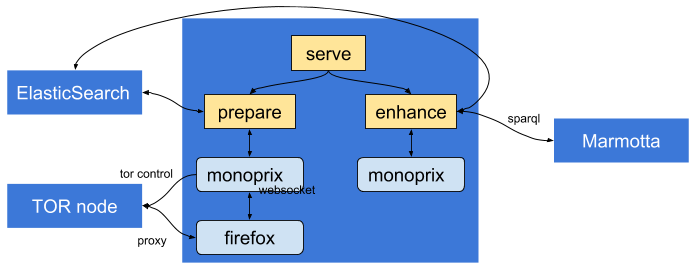 serve
ElasticSearch
prepare
enhance
sparql
Marmotta
tor control
monoprix
monoprix
websocket
TOR node
proxy
firefox